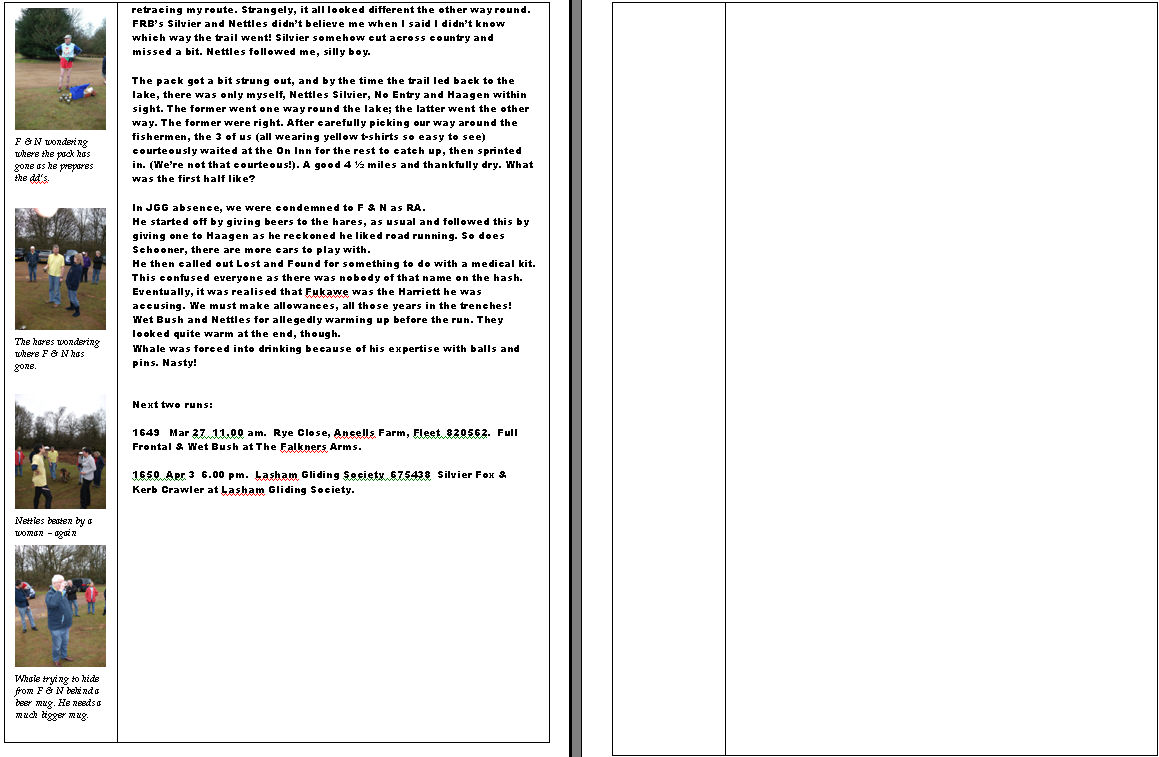 F & N wondering
where the pack has
gone as he prepares
the dd's.
The hares wondering
where F & N has
gone.
Nettles beaten by a
woman – again
Whale trying to hide
from F & N behind a
beer mug. He needs a
much bigger mug.
retracing my route. Strangely, it all looked different the other way round.
FRB's Silvier and Nettles didn't believe me when I said I didn't know
which way the trail went! Silvier somehow cut across country and
missed a bit. Nettles followed me, silly boy.
The pack got a bit strung out, and by the time the trail led back to the
lake, there was only myself, Nettles Silvier, No Entry and Haagen within
sight. The former went one way round the lake; the latter went the other
way. The former were right. After carefully picking our way around the
fishermen, the 3 of us (all wearing yellow t-shirts so easy to see)
courteously waited at the On Inn for the rest to catch up, then sprinted
in. (We're not that courteous!). A good 4 ½ miles and thankfully dry. What
was the first half like?
In JGG absence, we were condemned to F & N as RA.
He started off by giving beers to the hares, as usual and followed this by
giving one to Haagen as he reckoned he liked road running. So does
Schooner, there are more cars to play with.
He then called out Lost and Found for something to do with a medical kit.
This confused everyone as there was nobody of that name on the hash.
Eventually, it was realised that Fukawe was the Harriett he was
accusing. We must make allowances, all those years in the trenches!
Wet Bush and Nettles for allegedly warming up before the run. They
looked quite warm at the end, though.
Whale was forced into drinking because of his expertise with balls and
pins. Nasty!
Next two runs:
1649 Mar 27 11.00 am. Rye Close, Ancells Farm, Fleet 820562. Full
Frontal & Wet Bush at The Falkners Arms.
1650 Apr 3 6.00 pm. Lasham Gliding Society 675438 Silvier Fox &
Kerb Crawler at Lasham Gliding Society.